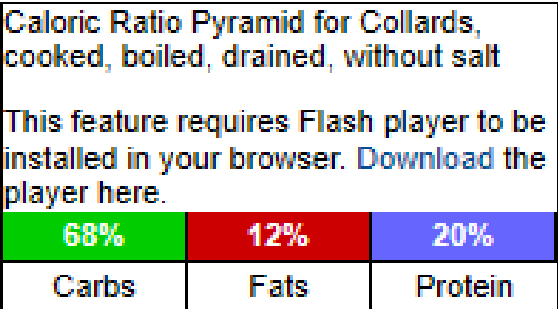 Caloric Ratio Pyramid for Collards,
cooked, boiled, drained, without salt
This feature requires Flash player to be
installed in your browser. Download the
player here.
68% 12% 20%
Carbs Fats Protein